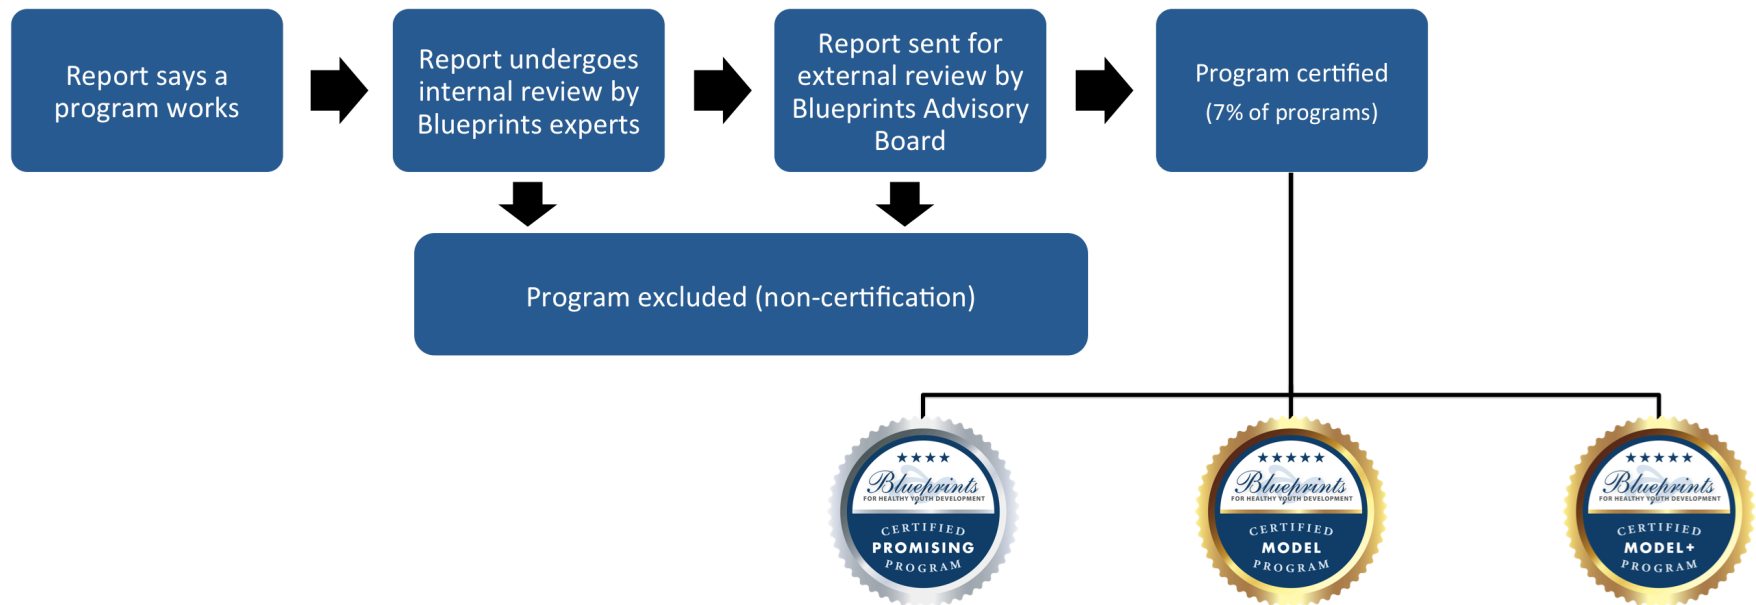 Report says a
program works
Report undergoes
internal review by
Blueprints experts
Report sent for
external review by
Blueprints Advisory
Board
Program certified
(7% of programs)
Program excluded (non-certification)
Blueprints
FOR HEALTHY YOUTH DEVELOPMENT
CERTIFIED
PROMISING
PROGRAM
Blueprints
FOR HEALTHY YOUTH DEVELOPMENT
CERTIFIED
MODEL
PROGRAM
Blueprints
FOR HEALTHY YOUTH DEVELOPMENT
CERTIFIED
MODEL+
PROGRAM